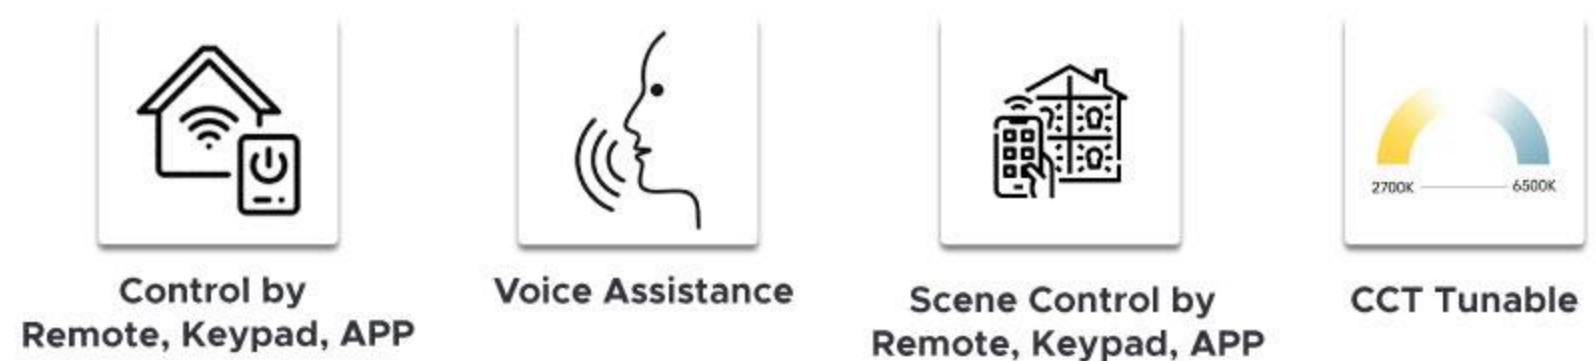 2700K
6500K
Control by
Remote, Keypad, APP
Voice Assistance
Scene Control by
Remote, Keypad, APP
CCT Tunable